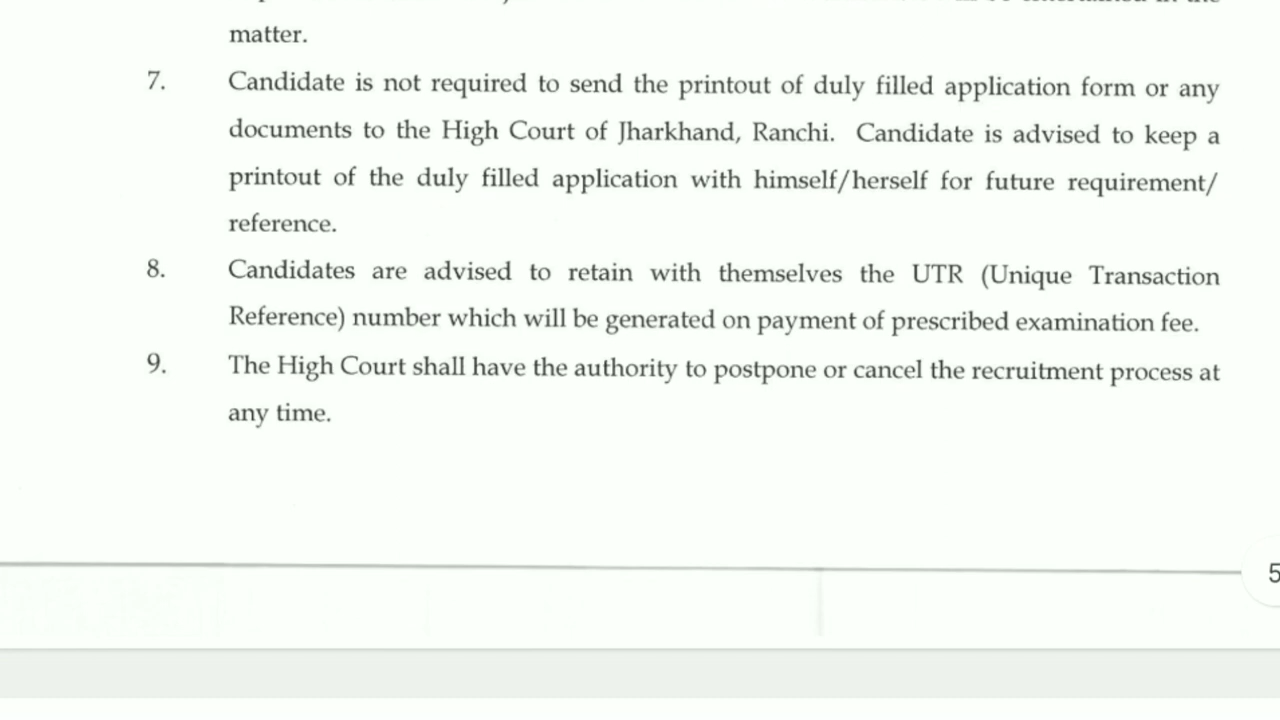 matter.
7. Candidate is not required to send the printout of duly filled application form or any
documents to the High Court of Jharkhand, Ranchi. Candidate is advised to keep a
printout of the duly filled application with himself/herself for future requirement/
reference.
8. Candidates are advised to retain with themselves the UTR (Unique Transaction
Reference) number which will be generated on payment of prescribed examination fee.
9. The High Court shall have the authority to postpone or cancel the recruitment process at
any time.
5